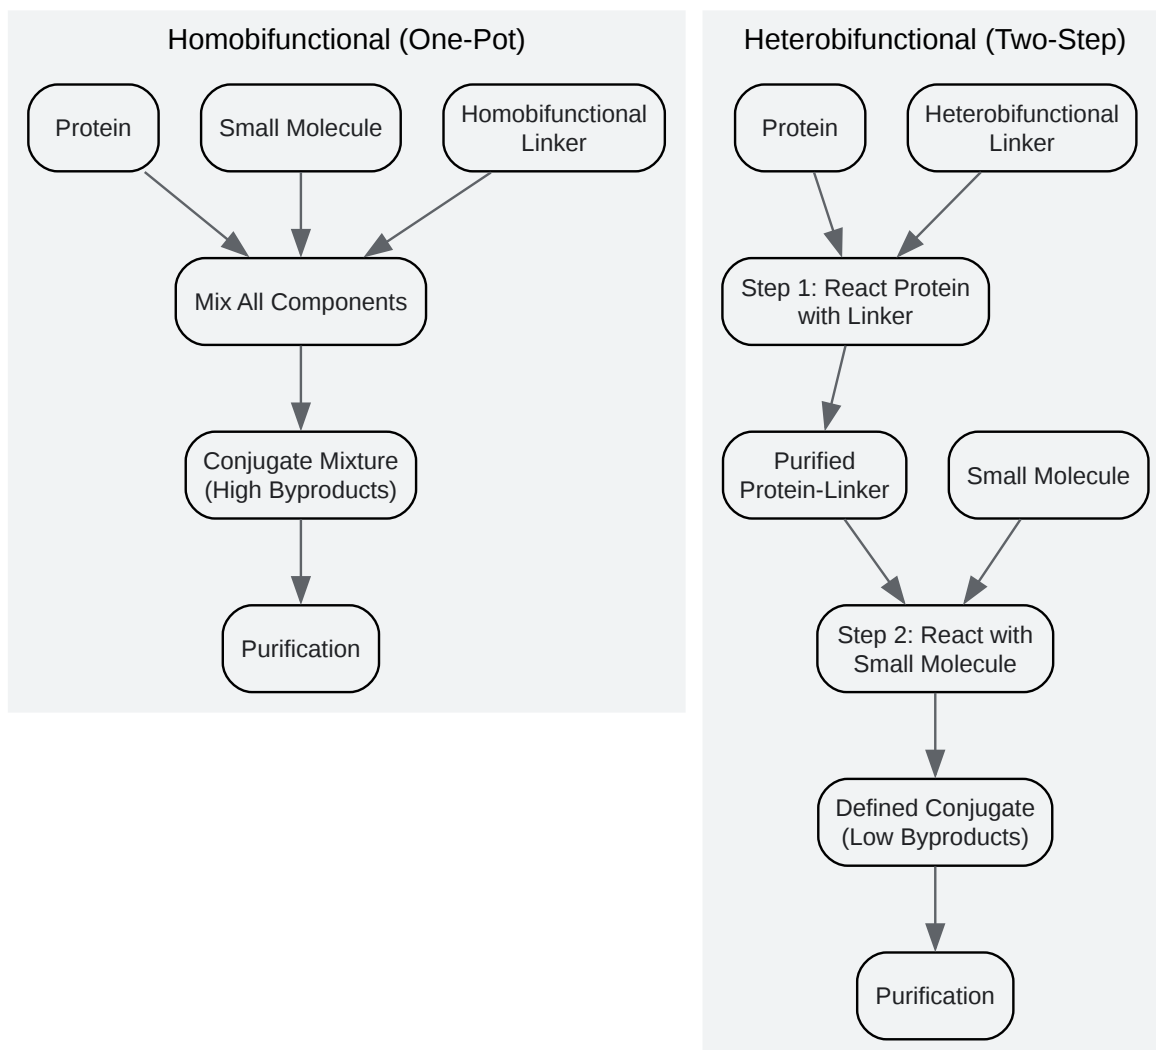 Homobifunctional (One-Pot)
Protein
Small Molecule
Homobifunctional
Linker
Mix All Components
Conjugate Mixture
(High Byproducts)
Purification
Heterobifunctional (Two-Step)
Protein
Heterobifunctional
Linker
Step 1: React Protein
with Linker
Purified
Protein-Linker
Small Molecule
Step 2: React with
Small Molecule
Defined Conjugate
(Low Byproducts)
Purification